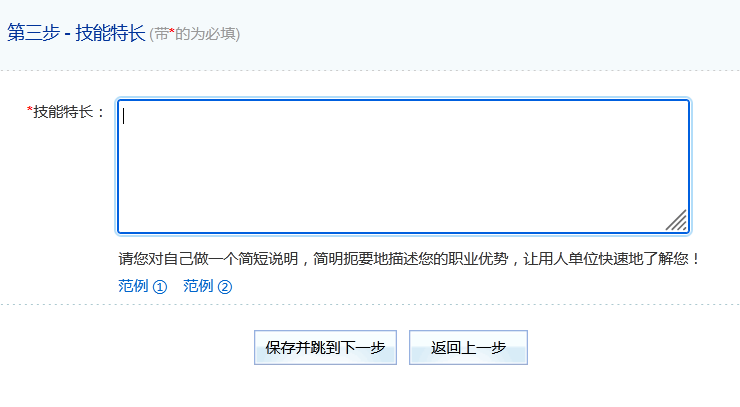 第三步 - 技能特长 (带*的为必填)
*技能特长：
请您对自己做一个简短说明，简明扼要地描述您的职业优势，让用人单位快速地了解您！
范例 ① 范例 ②
保存并跳到下一步 返回上一步